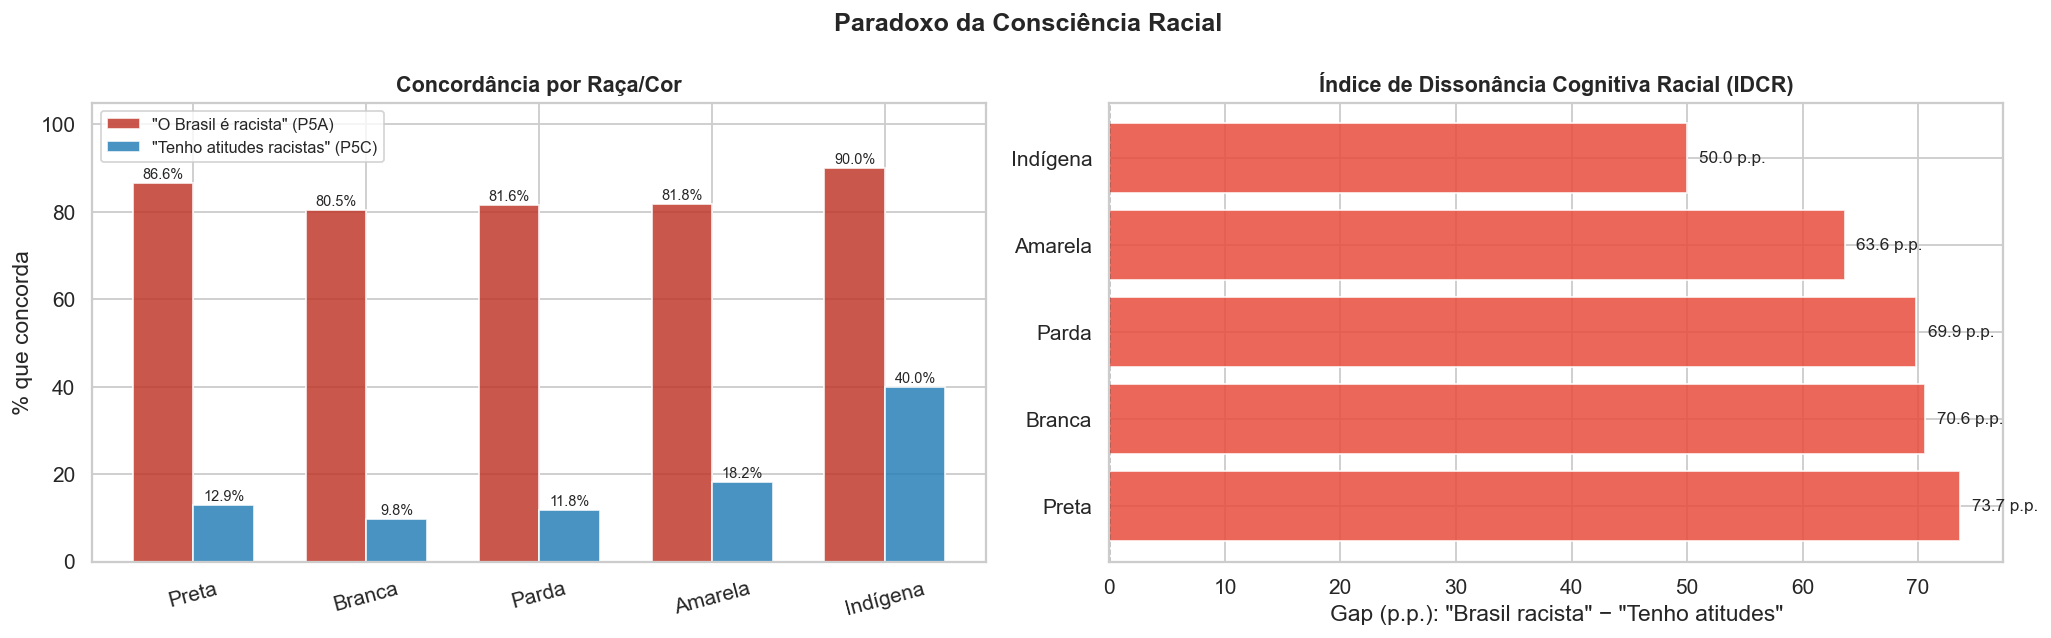 Paradoxo da Consciência Racial
Concordância por Raça/Cor
"O Brasil é racista" (P5A)
"Tenho atitudes racistas" (P5C)
% que concorda
100
80
60
40
20
0
86.6%
12.9%
80.5%
9.8%
81.6%
11.8%
81.8%
18.2%
90.0%
40.0%
Preta
Branca
Parda
Amarela
Indígena
Índice de Dissonância Cognitiva Racial (IDCR)
Indígena
50.0 p.p.
Amarela
63.6 p.p.
Parda
69.9 p.p.
Branca
70.6 p.p.
Preta
73.7 p.p.
0
10
20
30
40
50
60
70
Gap (p.p.): "Brasil racista" − "Tenho atitudes"